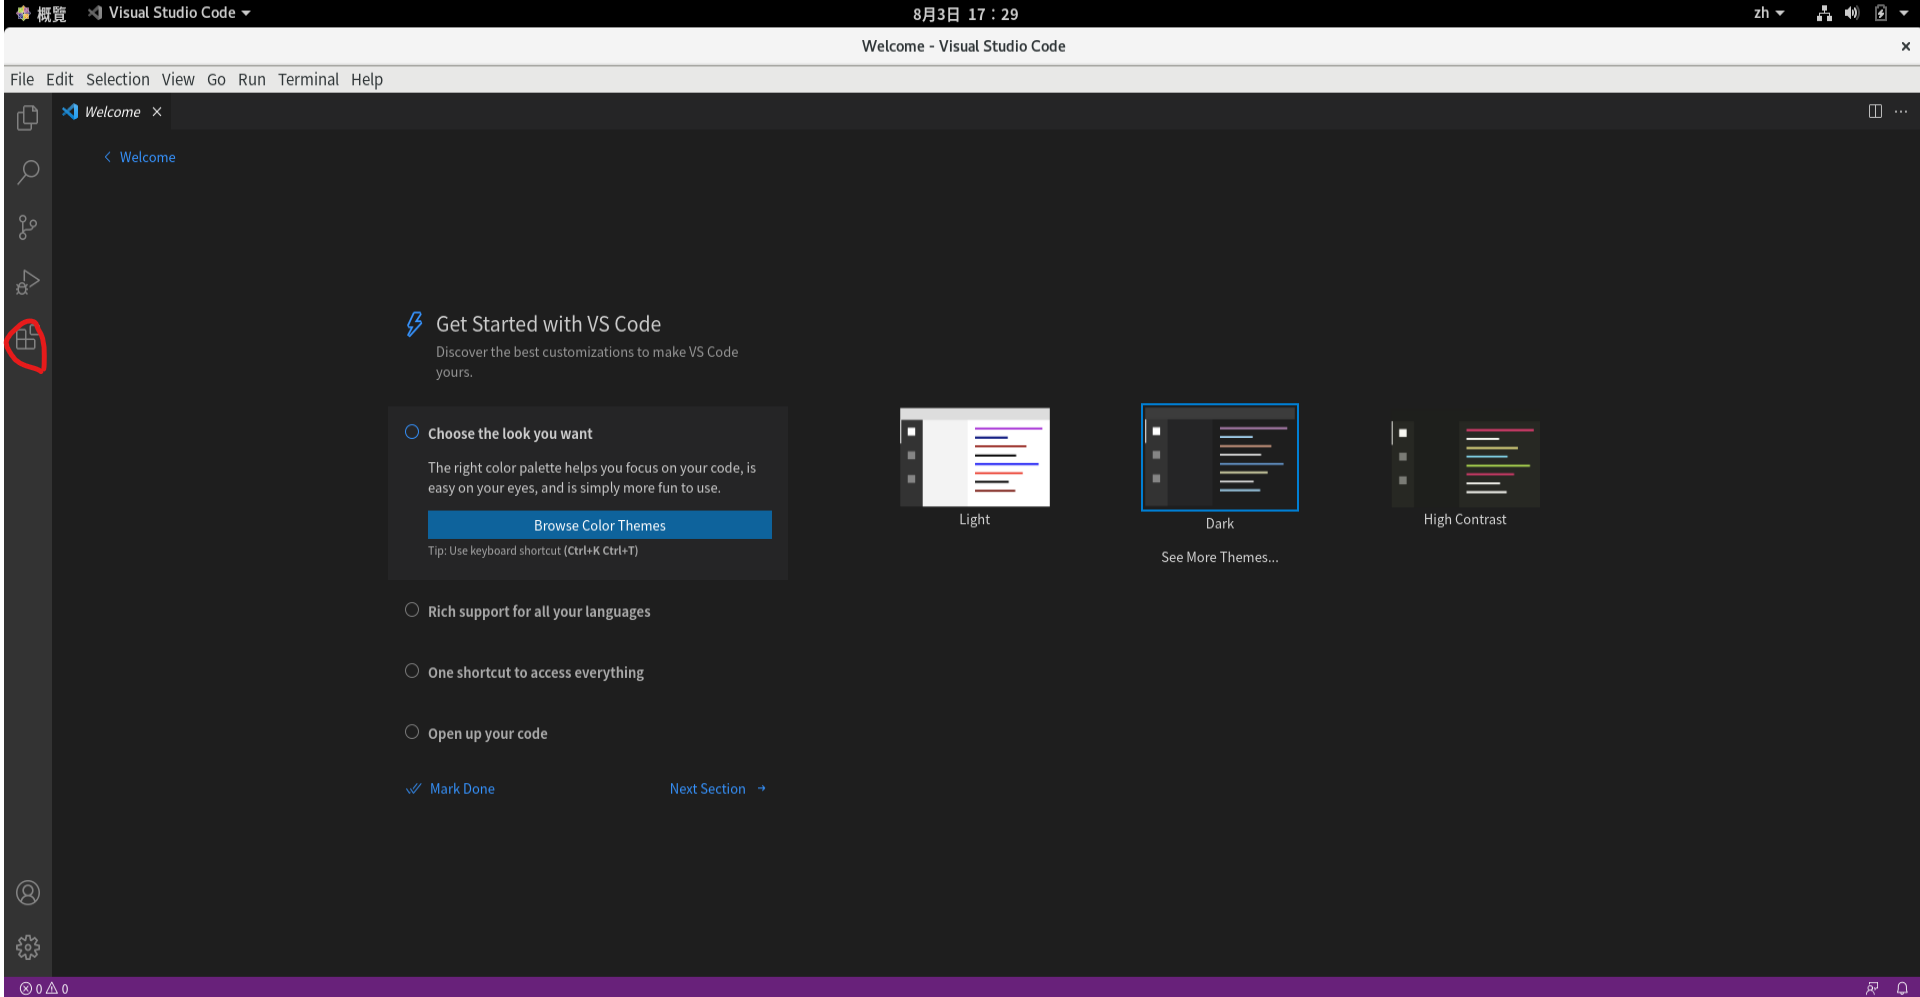 概覽 Visual Studio Code 8月3日 17：29 zh
Welcome - Visual Studio Code
File Edit Selection View Go Run Terminal Help
Welcome
Welcome
Get Started with VS Code
Discover the best customizations to make VS Code
yours.
Choose the look you want
The right color palette helps you focus on your code, is
easy on your eyes, and is simply more fun to use.
Browse Color Themes
Tip: Use keyboard shortcut (Ctrl+K Ctrl+T)
Light
Dark
High Contrast
See More Themes...
Rich support for all your languages
One shortcut to access everything
Open up your code
Mark Done
Next Section
0 0